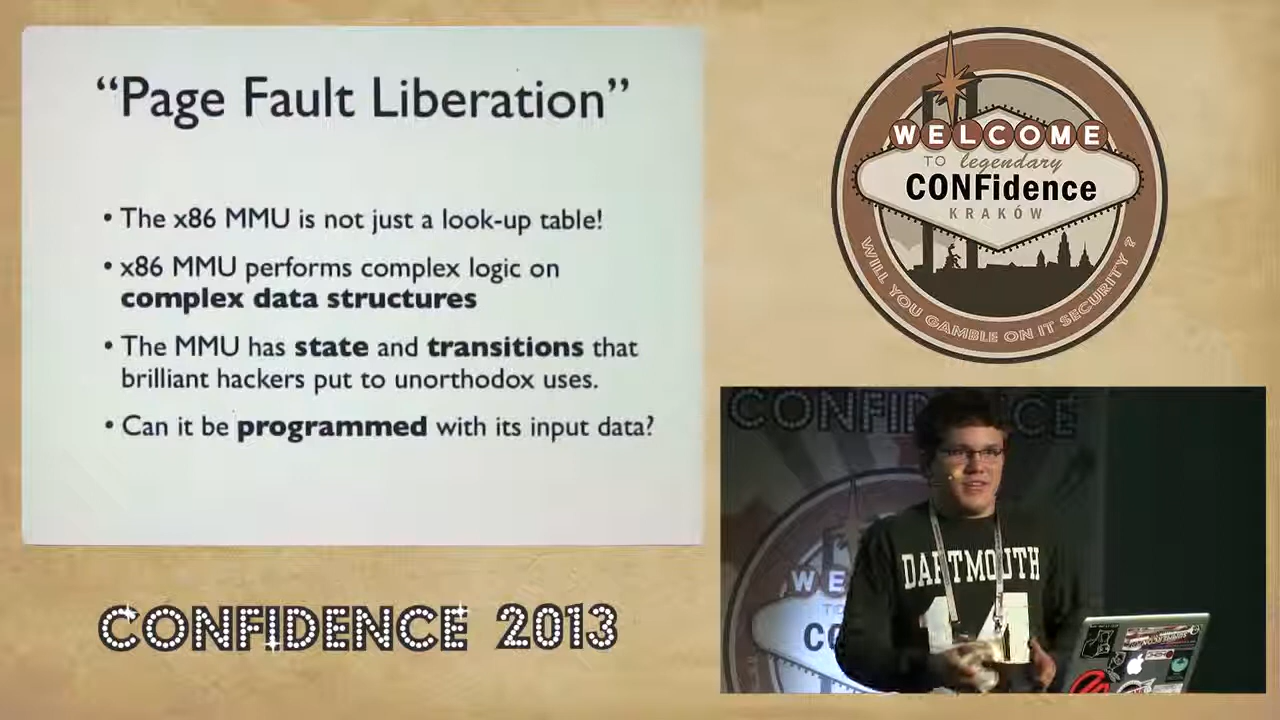 “Page Fault Liberation”
• The x86 MMU is not just a look-up table!
• x86 MMU performs complex logic on
complex data structures
• The MMU has state and transitions that
brilliant hackers put to unorthodox uses.
• Can it be programmed with its input data?
CONFIDENCE 2013
WELCOME
TO legendary
CONFidence
KRAKÓW
WILL YOU GAMBLE ON IT SECURITY ?
CONFIDENCE
DARTMOUTH
WE
TO
CO